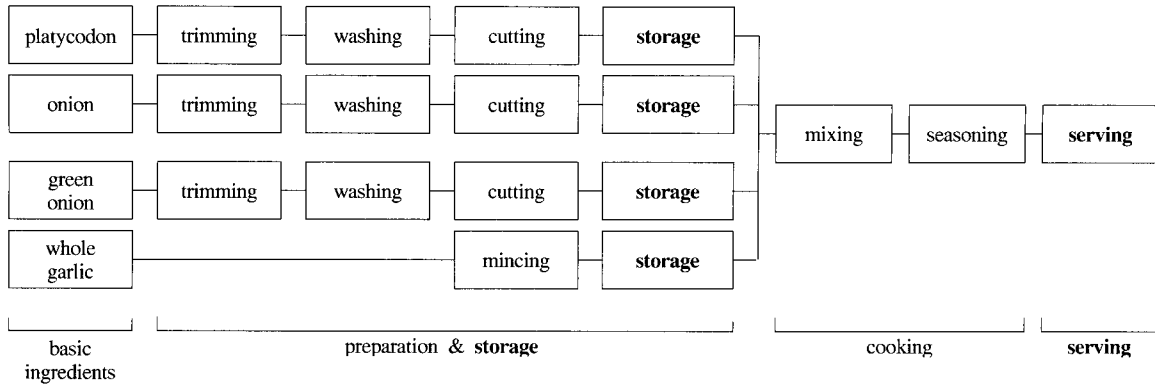 platycodon trimming washing cutting storage
onion trimming washing cutting storage
mixing seasoning serving
green
onion
trimming washing cutting storage
whole
garlic
mincing storage
basic
ingredients
preparation & storage
cooking
serving